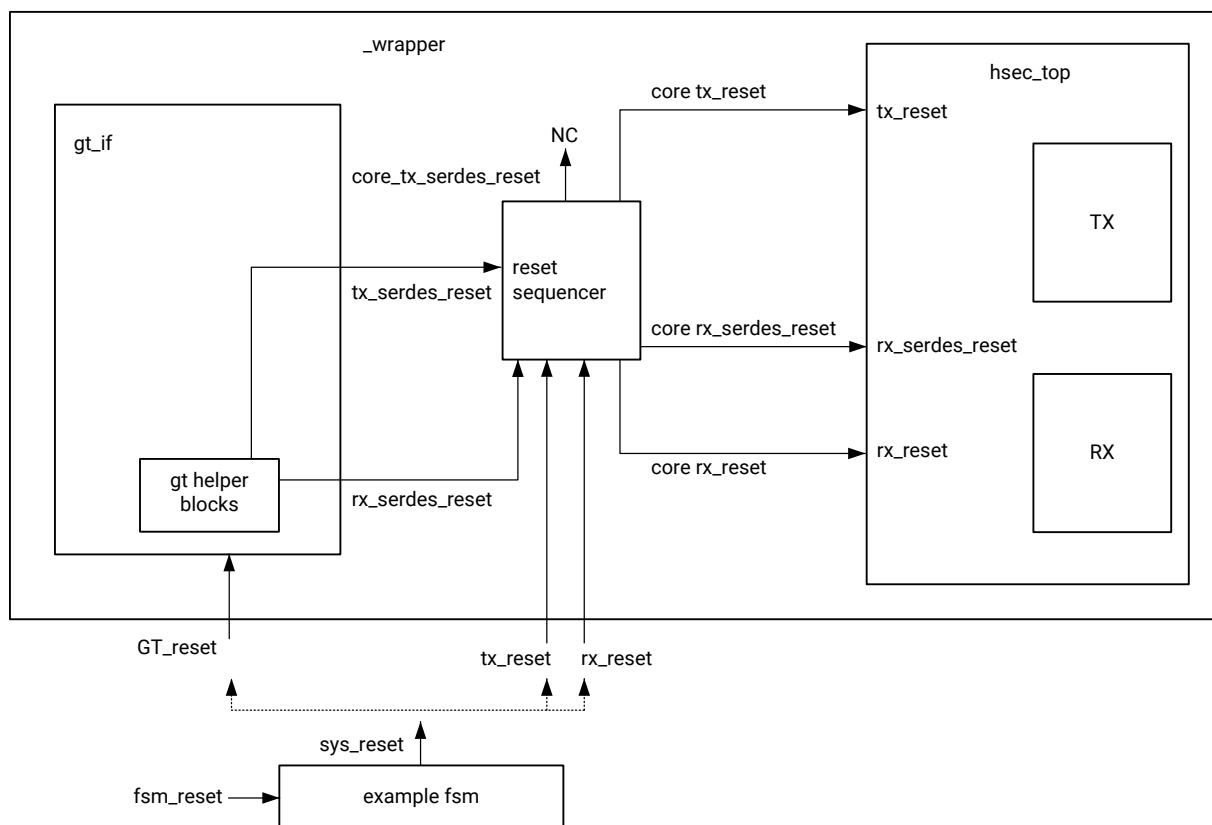 _wrapper
hsec_top
core tx_reset
tx_reset
gt_if
NC
core_tx_serdes_reset
TX
reset
sequencer
tx_serdes_reset
core rx_serdes_reset
rx_serdes_reset
rx_reset
RX
core rx_reset
gt helper
blocks
rx_serdes_reset
GT_reset
tx_reset
rx_reset
sys_reset
fsm_reset
example fsm